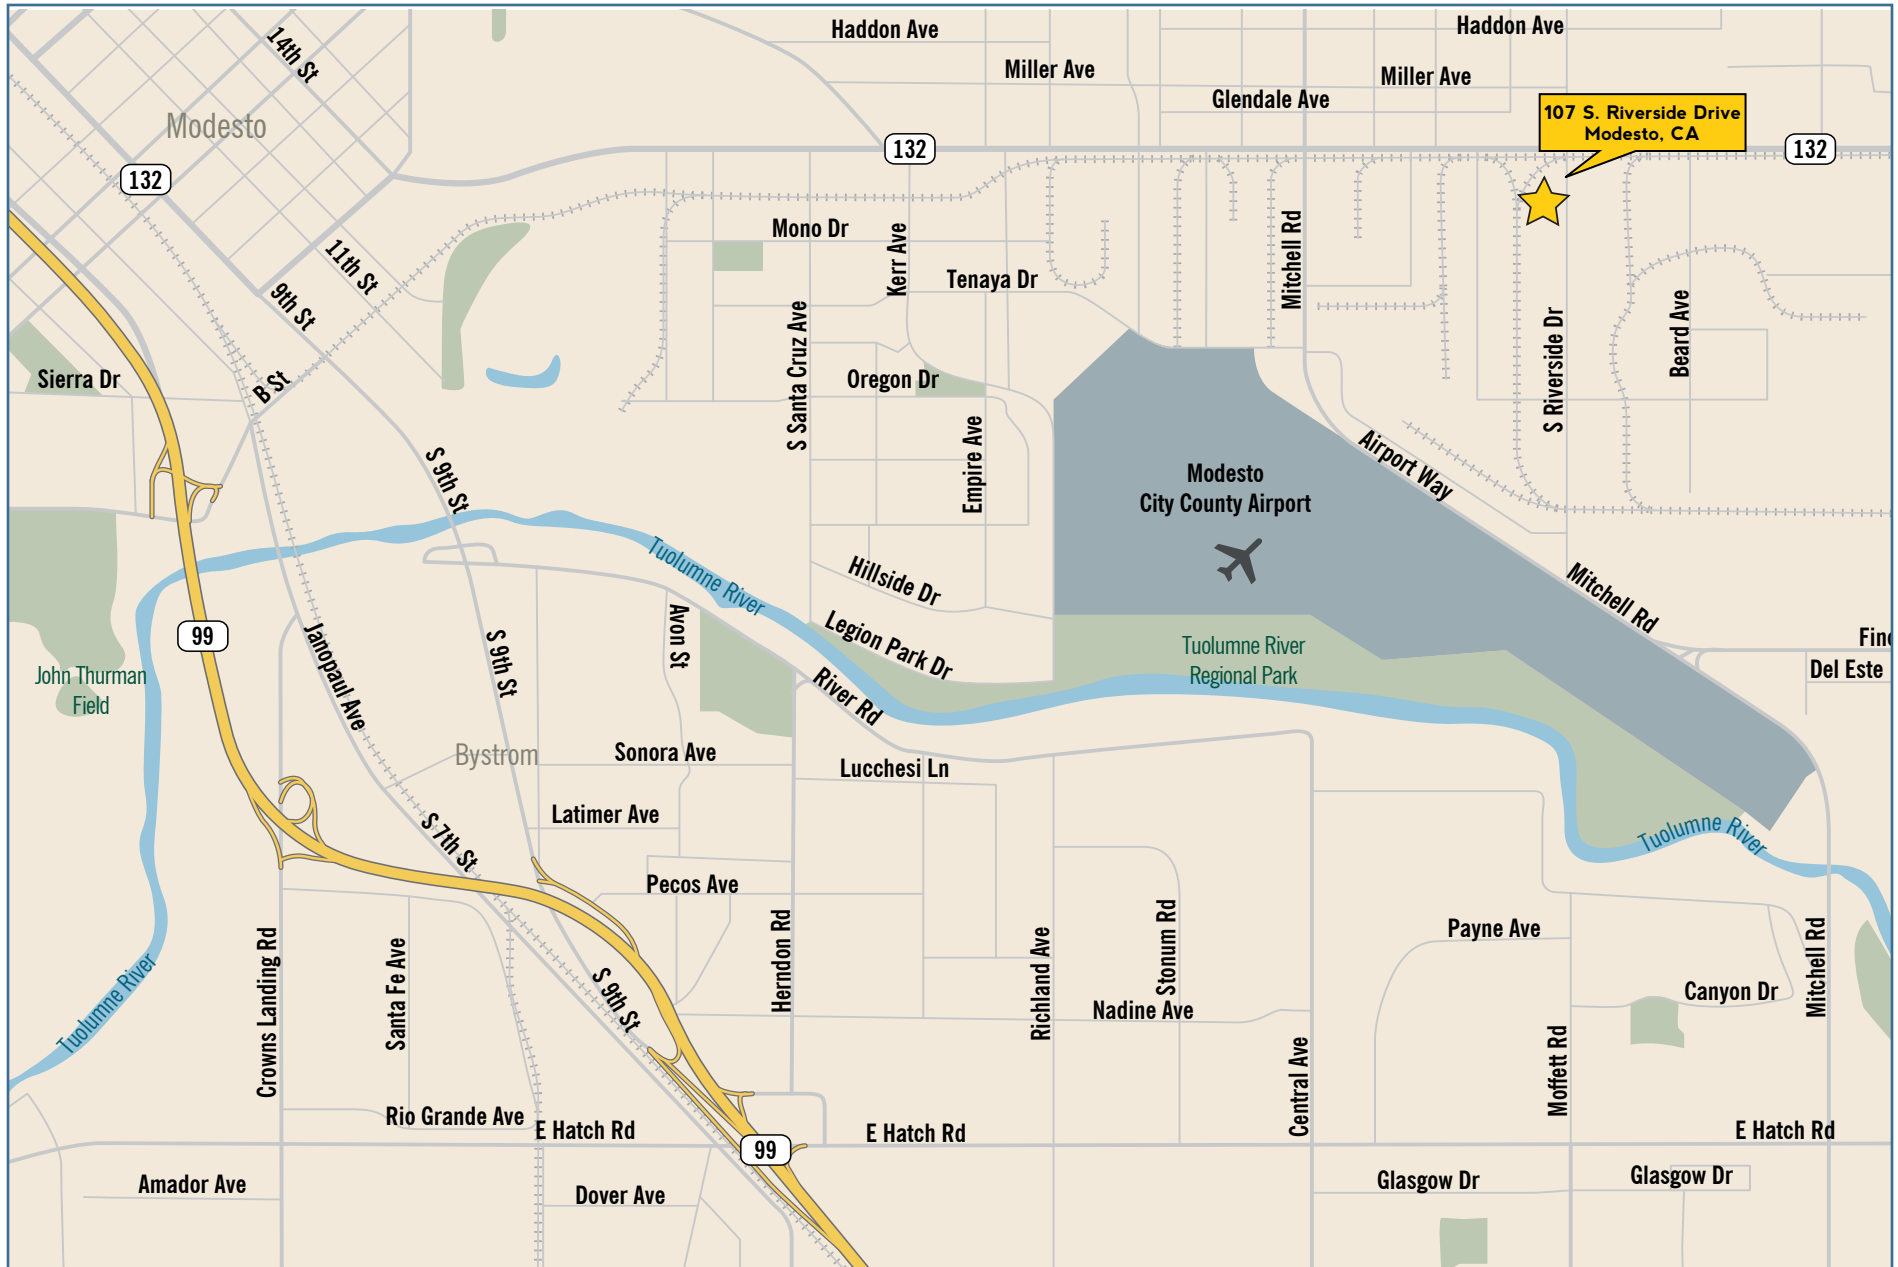 Haddon Ave
Haddon Ave
14th St
Miller Ave
Miller Ave
Glendale Ave
107 S. Riverside Drive
Modesto, CA
Modesto
132
132
132
Mono Dr
Kerr Ave
Mitchell Rd
11th St
Tenaya Dr
9th St
S Santa Cruz Ave
S Riverside Dr
Beard Ave
Sierra Dr
B St
Oregon Dr
Empire Ave
S 9th St
Airport Way
Modesto
City County Airport
Tuolumne River
Hillside Dr
Mitchell Rd
Legion Park Dr
99
Janopaul Ave
S 9th St
Avon St
Tuolumne River
Regional Park
Del Este
John Thurman
Field
River Rd
Bystrom
Sonora Ave
Lucchesi Ln
Latimer Ave
S 7th St
Tuolumne River
Pecos Ave
Payne Ave
Herndon Rd
Stonum Rd
Mitchell Rd
Crowns Landing Rd
Santa Fe Ave
Tuolumne River
S 9th St
Richland Ave
Nadine Ave
Canyon Dr
Central Ave
Moffett Rd
Rio Grande Ave
E Hatch Rd
E Hatch Rd
E Hatch Rd
99
Amador Ave
Dover Ave
Glasgow Dr
Glasgow Dr